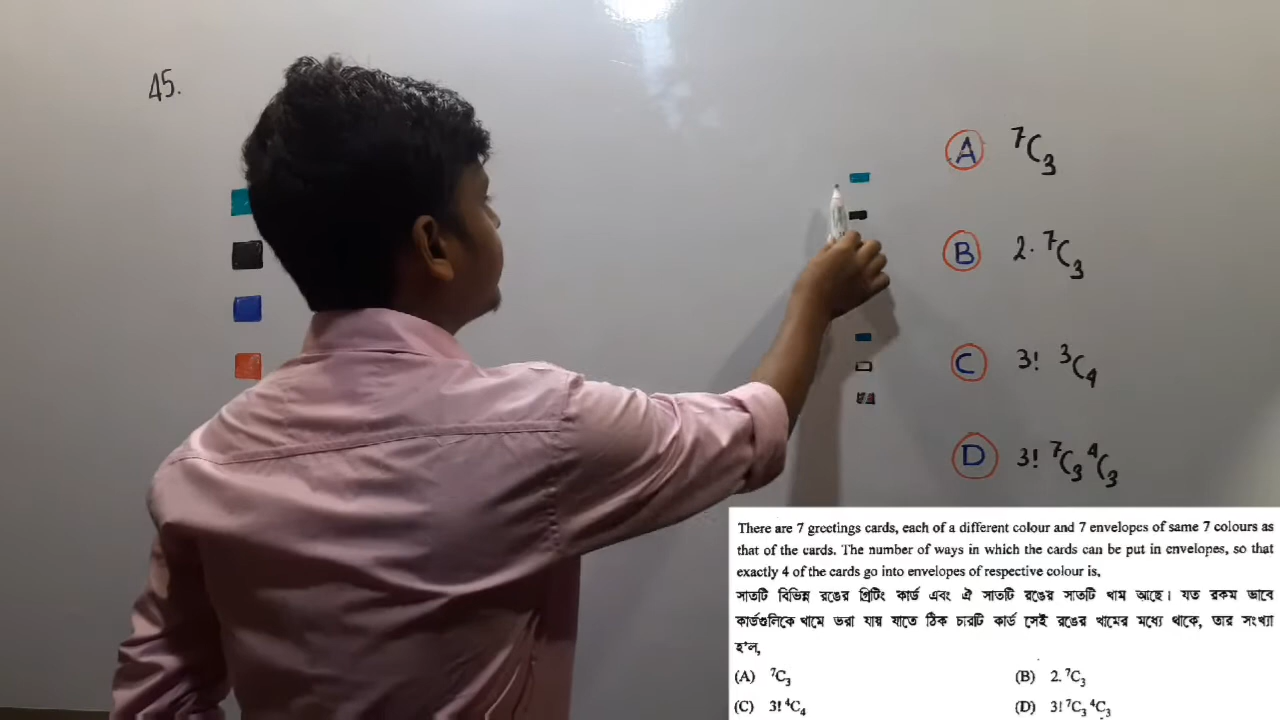 45.
A ⁷C₃
B 2. ⁷C₃
C 3! ³C₄
D 3! ⁷C₃ ⁴C₃
There are 7 greetings cards, each of a different colour and 7 envelopes of same 7 colours as
that of the cards. The number of ways in which the cards can be put in envelopes, so that
exactly 4 of the cards go into envelopes of respective colour is,
সাতটি বিভিন্ন রঙের গ্রিটিং কার্ড এবং ঐ সাতটি রঙের সাতটি খাম আছে। যত রকম ভাবে
কার্ডগুলিকে খামে ভরা যায় যাতে ঠিক চারটি কার্ড সেই রঙের খামের মধ্যে থাকে, তার সংখ্যা
হ'ল,
(A) ⁷C₃ (B) 2. ⁷C₃
(C) 3! ⁴C₄ (D) 3! ⁷C₃ ⁴C₃